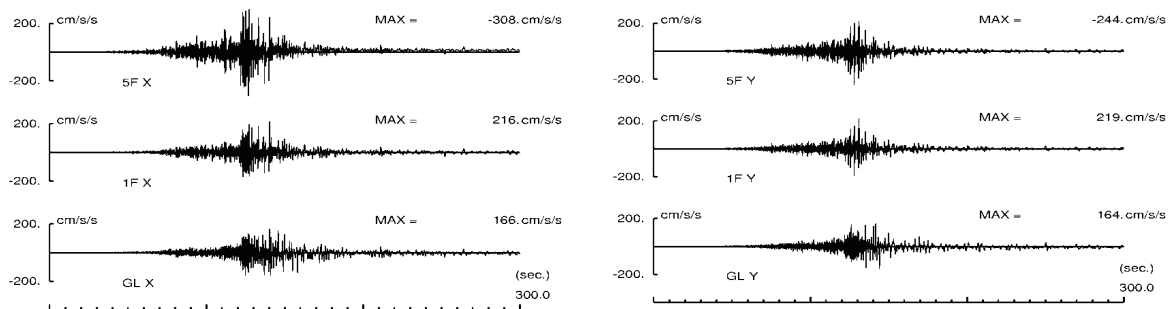 200. cm/s/s MAX = -308. cm/s/s
-200. 5F X
200. cm/s/s MAX = 216. cm/s/s
-200. 1F X
200. cm/s/s MAX = 166. cm/s/s
-200. GL X (sec.)
300.0
200. cm/s/s MAX = -244. cm/s/s
-200. 5F Y
200. cm/s/s MAX = 219. cm/s/s
-200. 1F Y
200. cm/s/s MAX = 164. cm/s/s
-200. GL Y (sec.)
300.0